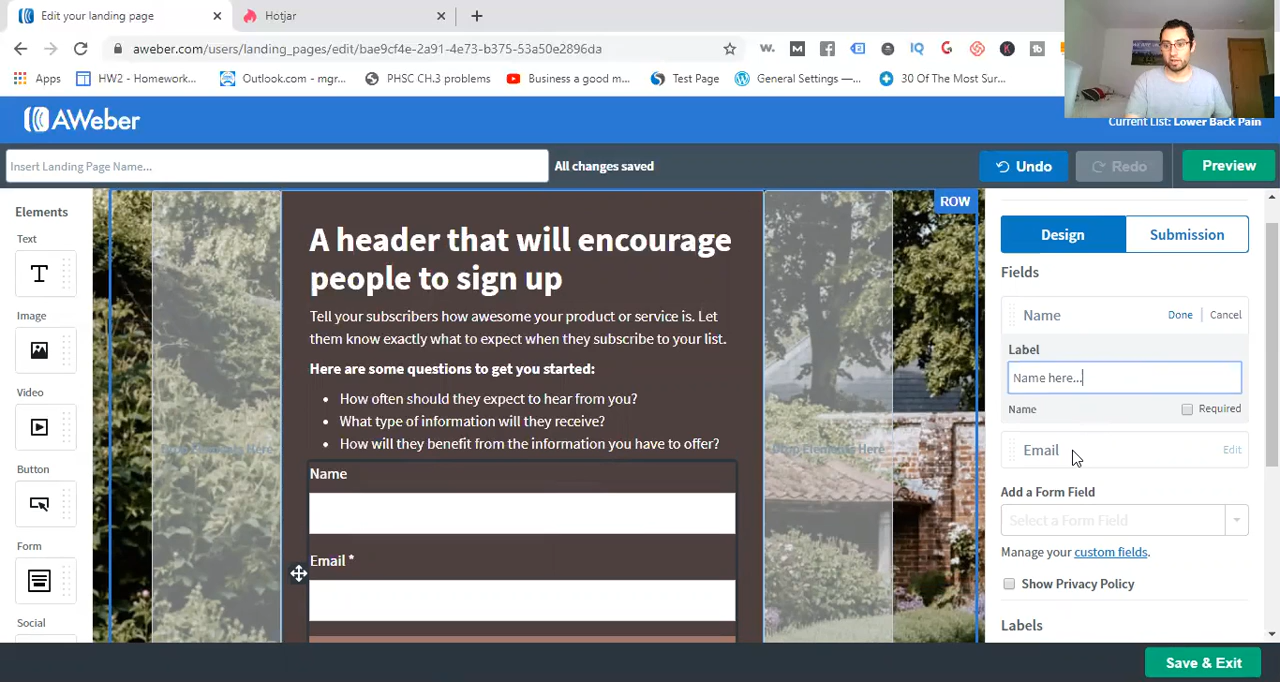 Edit your landing page
Hotjar
aweber.com/users/landing_pages/edit/bae9cf4e-2a91-4e73-b375-53a50e2896da
w.
M
IQ
G
K
Apps
HW2 - Homework...
Outlook.com - mgr...
PHSC CH.3 problems
Business a good m...
Test Page
General Settings —...
30 Of The Most Sur...
AWeber
Current List: Lower Back Pain
Insert Landing Page Name...
All changes saved
Undo
Redo
Preview
Elements
Text
T
Image
Video
Button
Form
Social
ROW
A header that will encourage
people to sign up
Tell your subscribers how awesome your product or service is. Let
them know exactly what to expect when they subscribe to your list.
Here are some questions to get you started:
• How often should they expect to hear from you?
• What type of information will they receive?
• How will they benefit from the information you have to offer?
Drop Elements Here
Drop Elements Here
Name
Email *
Design
Submission
Fields
Name
Done
Cancel
Label
Name here...
Name
Required
Email
Edit
Add a Form Field
Select a Form Field
Manage your custom fields.
Show Privacy Policy
Labels
Save & Exit